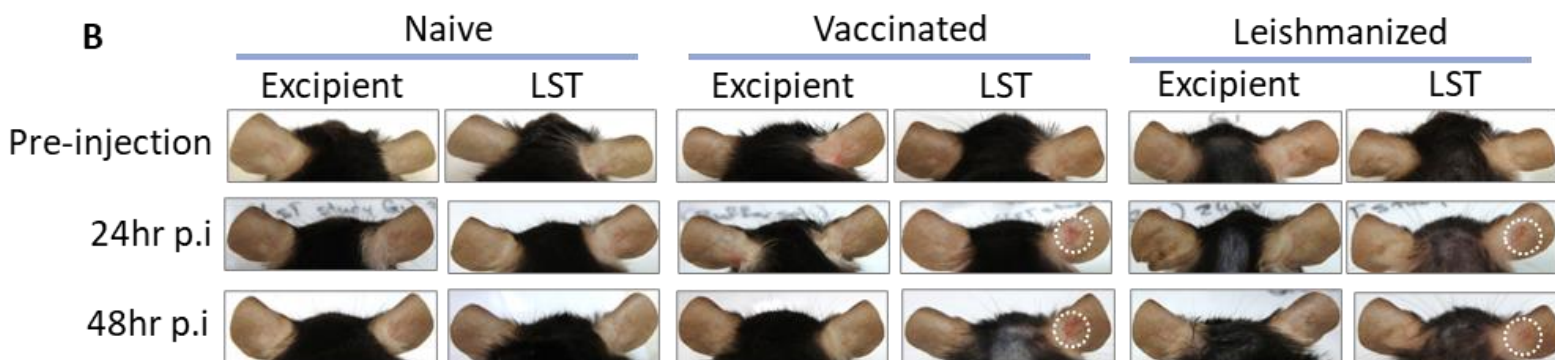 B
Naive Vaccinated Leishmanized
Excipient LST Excipient LST Excipient LST
Pre-injection
24hr p.i
48hr p.i